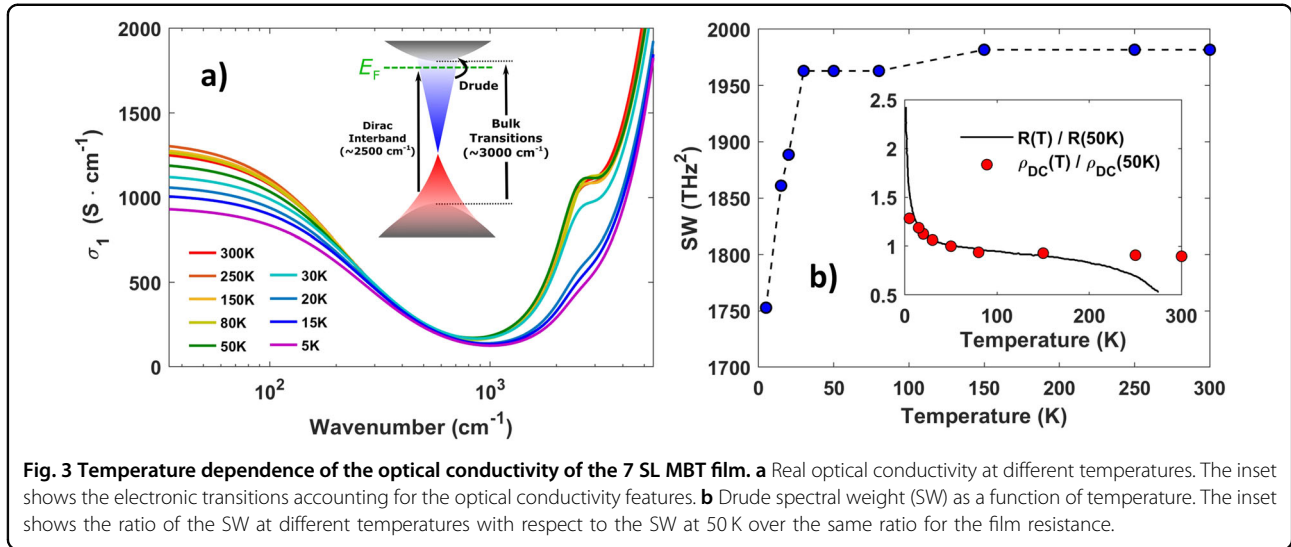 a)
σ₁ (S · cm⁻¹)
2000
1500
1000
500
0
10²
10³
Wavenumber (cm⁻¹)
E_F
Drude
Dirac
Interband
(~2500 cm⁻¹)
Bulk
Transitions
(~3000 cm⁻¹)
300K
250K
150K
80K
50K
30K
20K
15K
5K
b)
SW (THz²)
2000
1950
1900
1850
1800
1750
1700
0 50 100 150 200 250 300
Temperature (K)
2.5
2
1.5
1
0.5
0 100 200 300
Temperature (K)
R(T) / R(50K)
ρ_DC(T) / ρ_DC(50K)
Fig. 3 Temperature dependence of the optical conductivity of the 7 SL MBT film. a Real optical conductivity at different temperatures. The inset
shows the electronic transitions accounting for the optical conductivity features. b Drude spectral weight (SW) as a function of temperature. The inset
shows the ratio of the SW at different temperatures with respect to the SW at 50 K over the same ratio for the film resistance.